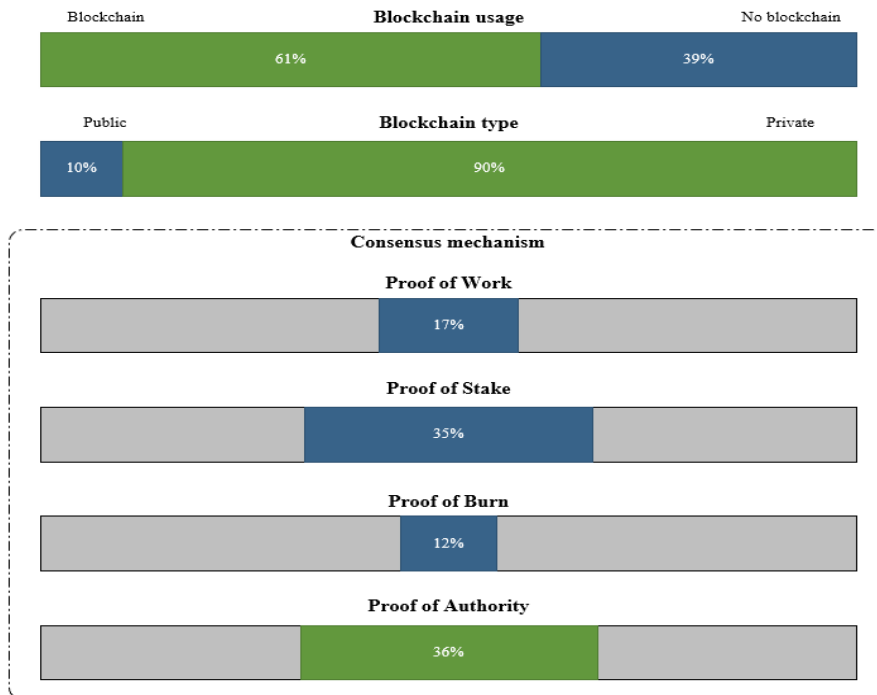 Blockchain Blockchain usage No blockchain
61% 39%
Public Blockchain type Private
10% 90%
Consensus mechanism
Proof of Work
17%
Proof of Stake
35%
Proof of Burn
12%
Proof of Authority
36%